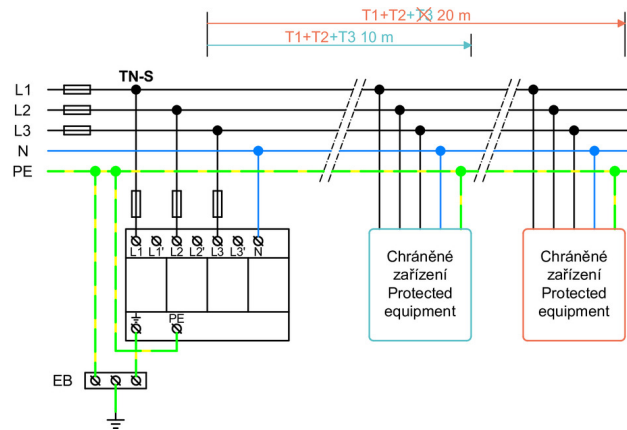 T1+T2+T3 20 m
T1+T2+T3 10 m
TN-S
L1
L2
L3
N
PE
L1 L1' L2 L2' L3 L3' N
PE
Chráněné
zařízení
Protected
equipment
Chráněné
zařízení
Protected
equipment
EB